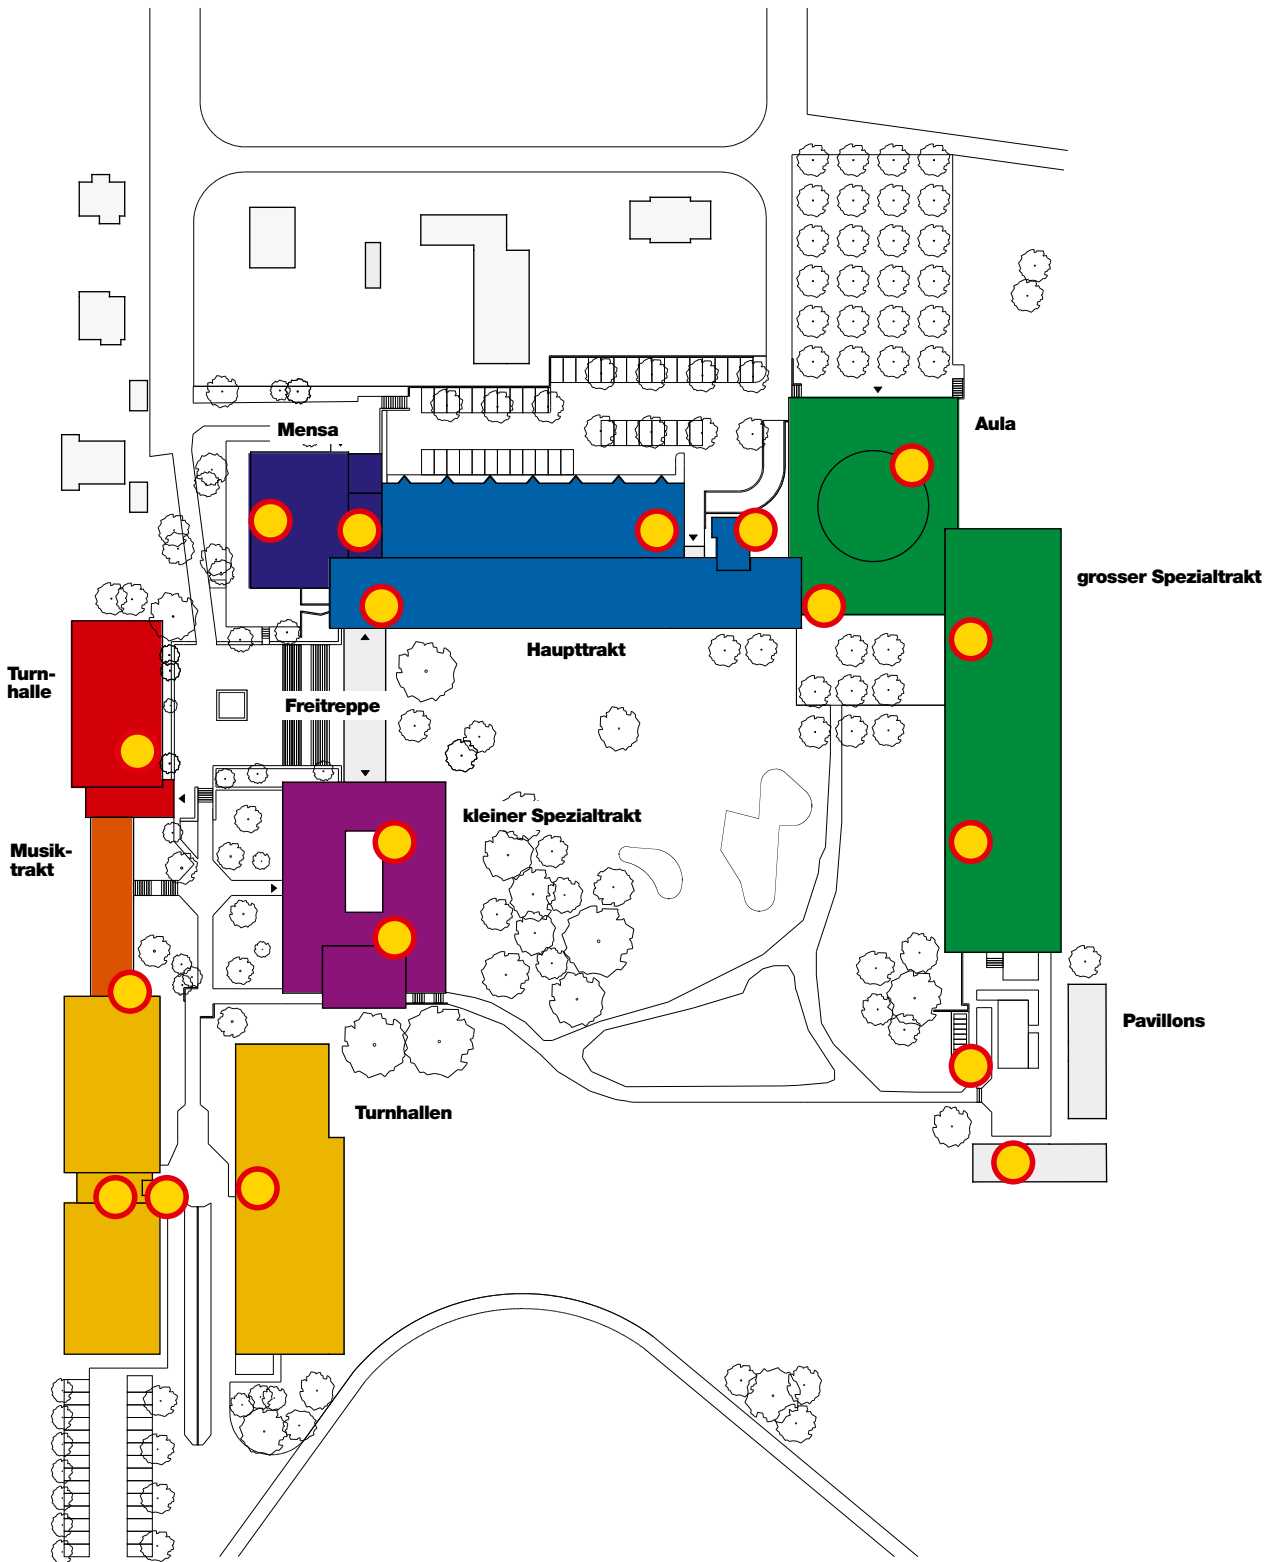 Mensa
Aula
grosser Spezialtrakt
Haupttrakt
Turn-
halle
Freitreppe
kleiner Spezialtrakt
Musik-
trakt
Pavillons
Turnhallen